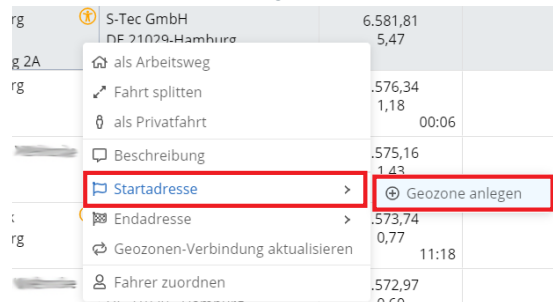 rg S-Tec GmbH 6.581,81
DE 21029-Hamburg 5,47
g 2A
als Arbeitsweg
rg .576,34
Fahrt splitten
1,18
als Privatfahrt 00:06
Beschreibung .575,16
1,43
Startadresse > Geozone anlegen
Endadresse > .573,74
rg 0,77
Geozonen-Verbindung aktualisieren 11:18
Fahrer zuordnen .572,97